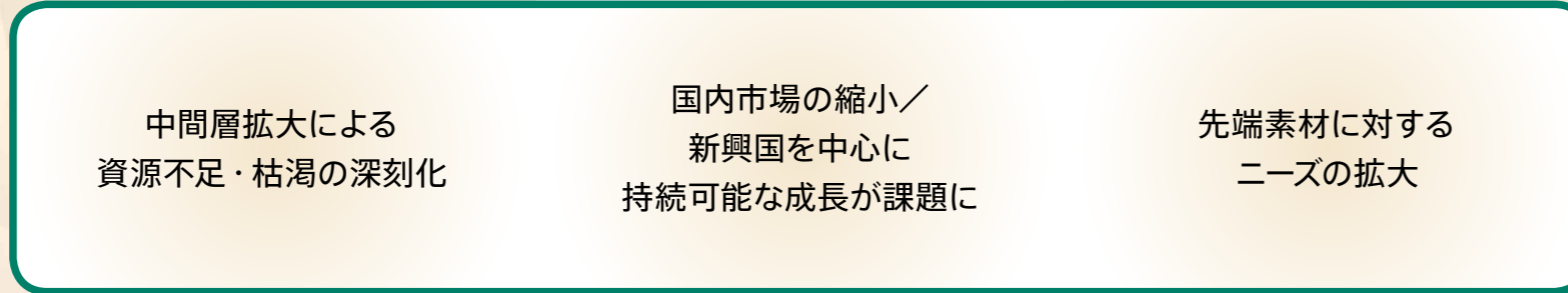 中間層拡大による
資源不足・枯渇の深刻化
国内市場の縮小／
新興国を中心に
持続可能な成長が課題に
先端素材に対する
ニーズの拡大